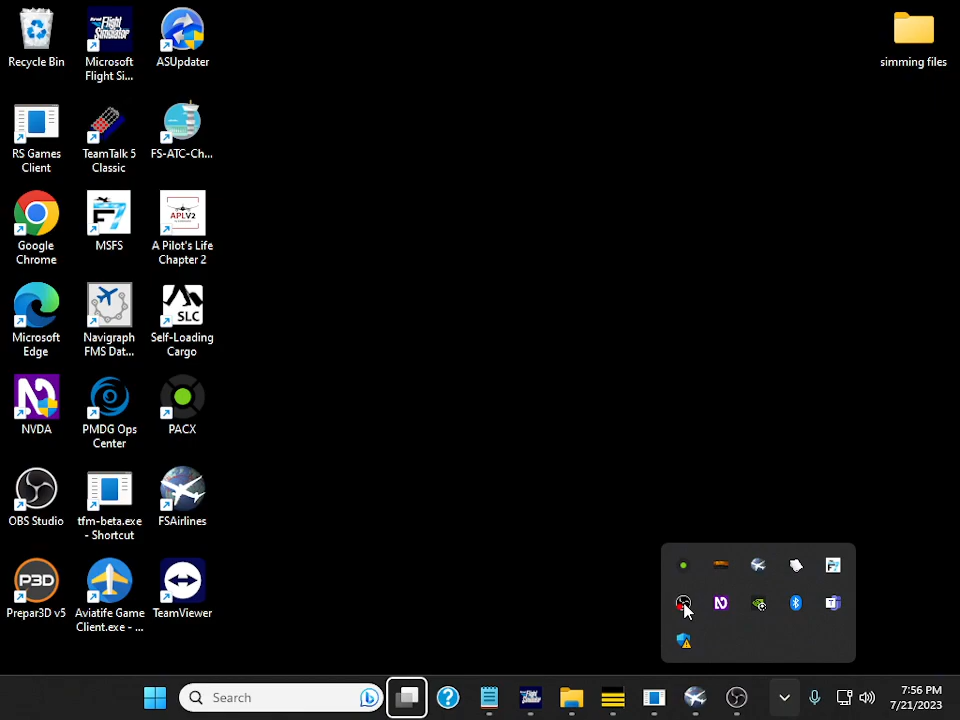 Recycle Bin
Microsoft
Flight Si...
ASUpdater
simming files
RS Games
Client
TeamTalk 5
Classic
FS-ATC-Ch...
Google
Chrome
MSFS
APLV2
A Pilot's Life
Chapter 2
Microsoft
Edge
Navigraph
FMS Dat...
SLC
Self-Loading
Cargo
NVDA
PMDG Ops
Center
PACX
OBS Studio
tfm-beta.exe
- Shortcut
FSAirlines
P3D
Prepar3D v5
Aviatife Game
Client.exe - ...
TeamViewer
Search
7:56 PM
7/21/2023